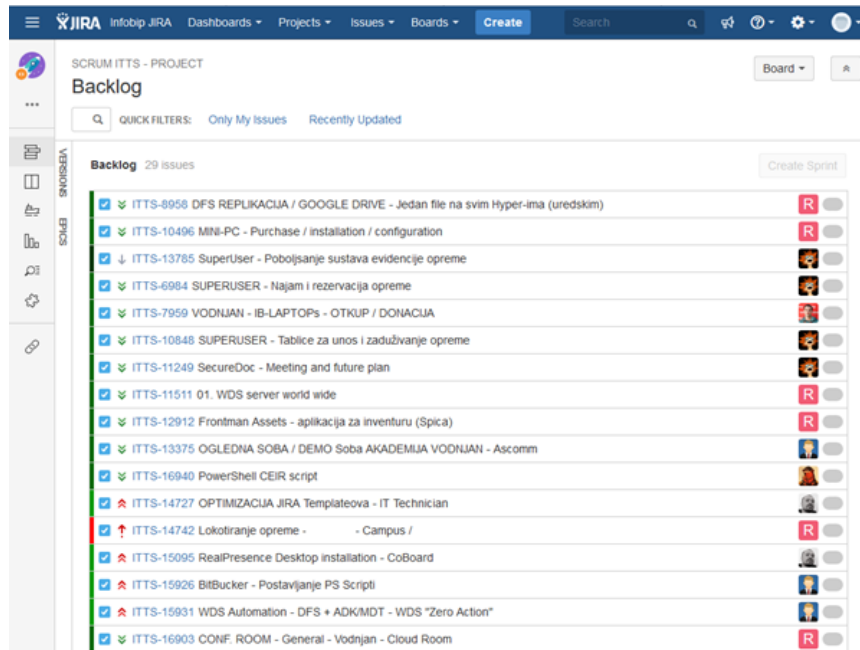 JIRA Infobip JIRA Dashboards Projects Issues Boards Create Search
SCRUM ITTS - PROJECT
Board
Backlog
QUICK FILTERS: Only My Issues Recently Updated
VERSIONS
EPICS
Backlog 29 issues
Create Sprint
ITTS-8958 DFS REPLIKACIJA / GOOGLE DRIVE - Jedan file na svim Hyper-ima (uredskim) R
ITTS-10496 MINI-PC - Purchase / installation / configuration R
ITTS-13785 SuperUser - Poboljsanje sustava evidencije opreme
ITTS-6984 SUPERUSER - Najam i rezervacija opreme
ITTS-7959 VODNJAN - IB-LAPTOPs - OTKUP / DONACIJA
ITTS-10848 SUPERUSER - Tablice za unos i zaduživanje opreme
ITTS-11249 SecureDoc - Meeting and future plan
ITTS-11511 01. WDS server world wide R
ITTS-12912 Frontman Assets - aplikacija za inventuru (Spica) R
ITTS-13375 OGLEDNA SOBA / DEMO Soba AKADEMIJA VODNJAN - Ascomm
ITTS-16940 PowerShell CEIR script
ITTS-14727 OPTIMIZACIJA JIRA Templateova - IT Technician
ITTS-14742 Lokotiranje opreme - - Campus / R
ITTS-15095 RealPresence Desktop installation - CoBoard
ITTS-15926 BitBucker - Postavljanje PS Scripti
ITTS-15931 WDS Automation - DFS + ADK/MDT - WDS "Zero Action"
ITTS-16903 CONF. ROOM - General - Vodnjan - Cloud Room R